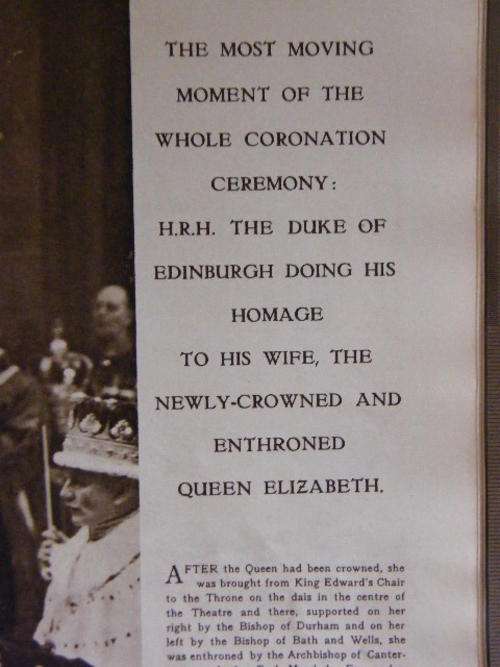 THE MOST MOVING
MOMENT OF THE
WHOLE CORONATION
CEREMONY:
H.R.H. THE DUKE OF
EDINBURGH DOING HIS
HOMAGE
TO HIS WIFE, THE
NEWLY-CROWNED AND
ENTHRONED
QUEEN ELIZABETH.
AFTER the Queen had been crowned, she
was brought from King Edward's Chair
to the Throne on the dais in the centre of
the Theatre and there, supported on her
right by the Bishop of Durham and on her
left by the Bishop of Bath and Wells, she
was enthroned by the Archbishop of Canter-